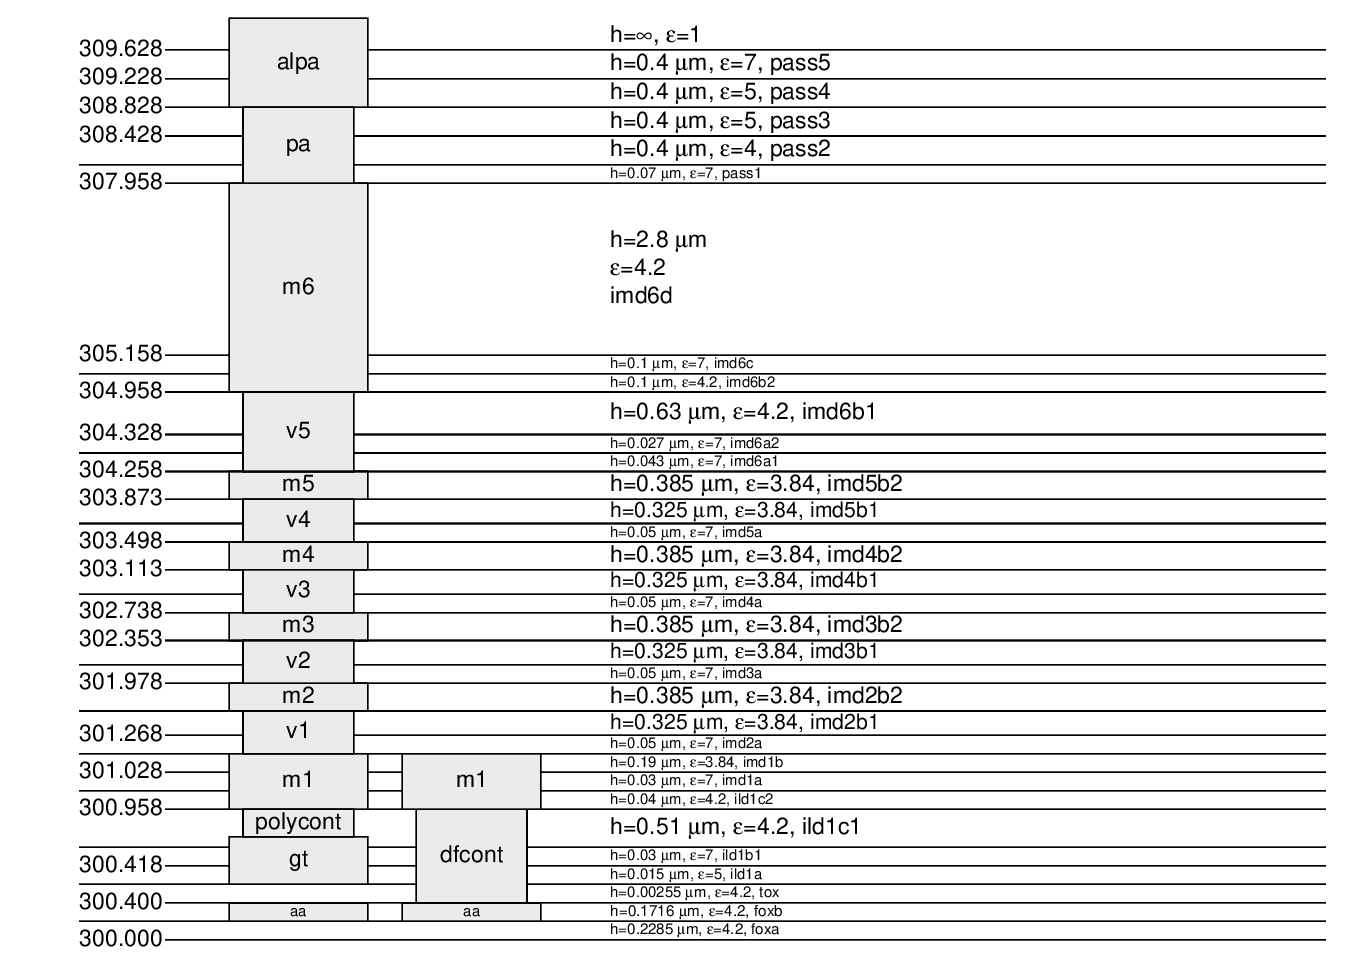 h=∞, ε=1
309.628
alpa
h=0.4 μm, ε=7, pass5
309.228
h=0.4 μm, ε=5, pass4
308.828
h=0.4 μm, ε=5, pass3
308.428
pa
h=0.4 μm, ε=4, pass2
h=0.07 μm, ε=7, pass1
307.958
h=2.8 μm
ε=4.2
m6
imd6d
305.158
h=0.1 μm, ε=7, imd6c
h=0.1 μm, ε=4.2, imd6b2
304.958
h=0.63 μm, ε=4.2, imd6b1
304.328
v5
h=0.027 μm, ε=7, imd6a2
h=0.043 μm, ε=7, imd6a1
304.258
m5
h=0.385 μm, ε=3.84, imd5b2
303.873
h=0.325 μm, ε=3.84, imd5b1
v4
h=0.05 μm, ε=7, imd5a
303.498
m4
h=0.385 μm, ε=3.84, imd4b2
303.113
h=0.325 μm, ε=3.84, imd4b1
v3
h=0.05 μm, ε=7, imd4a
302.738
m3
h=0.385 μm, ε=3.84, imd3b2
302.353
h=0.325 μm, ε=3.84, imd3b1
v2
h=0.05 μm, ε=7, imd3a
301.978
m2
h=0.385 μm, ε=3.84, imd2b2
h=0.325 μm, ε=3.84, imd2b1
301.268
v1
h=0.05 μm, ε=7, imd2a
h=0.19 μm, ε=3.84, imd1b
301.028
m1
m1
h=0.03 μm, ε=7, imd1a
h=0.04 μm, ε=4.2, ild1c2
300.958
polycont
h=0.51 μm, ε=4.2, ild1c1
gt
dfcont
h=0.03 μm, ε=7, ild1b1
300.418
h=0.015 μm, ε=5, ild1a
h=0.00255 μm, ε=4.2, tox
300.400
aa
aa
h=0.1716 μm, ε=4.2, foxb
h=0.2285 μm, ε=4.2, foxa
300.000